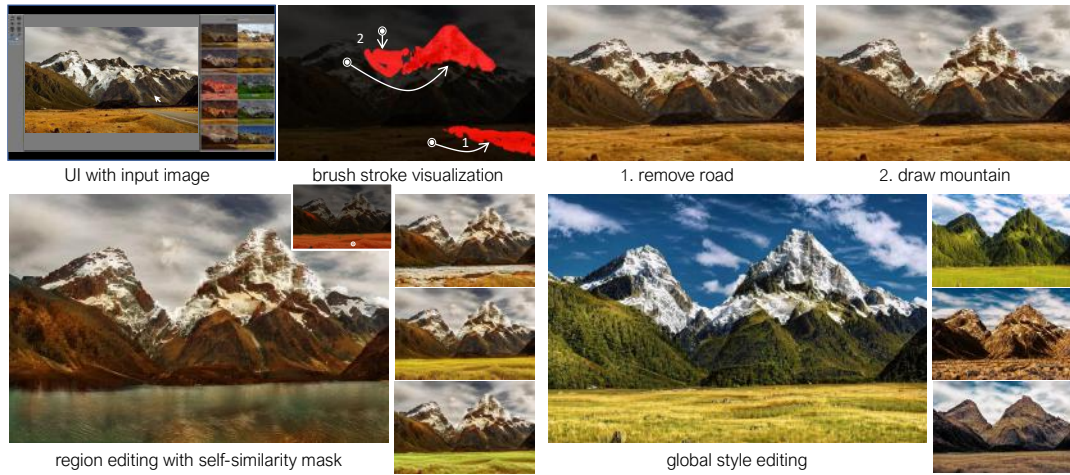 2
1
UI with input image
brush stroke visualization
1. remove road
2. draw mountain
region editing with self-similarity mask
global style editing